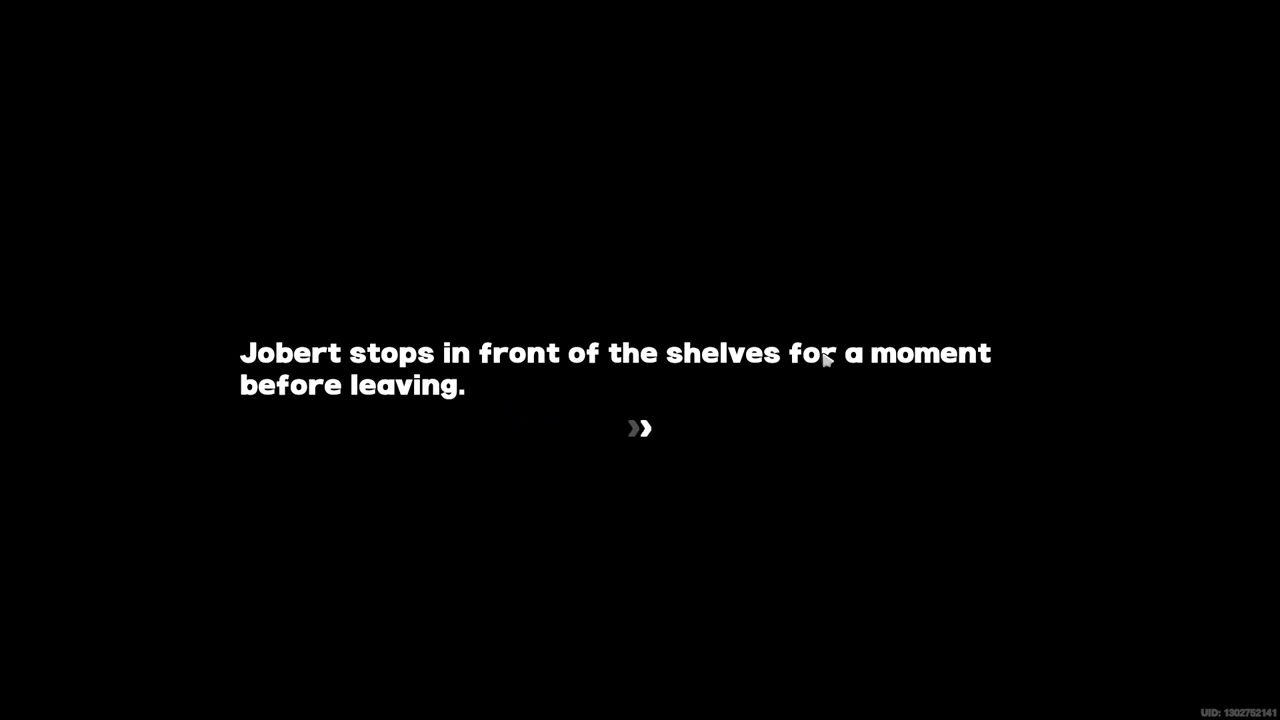 Jobert stops in front of the shelves for a moment
before leaving.
UID: 1302752141